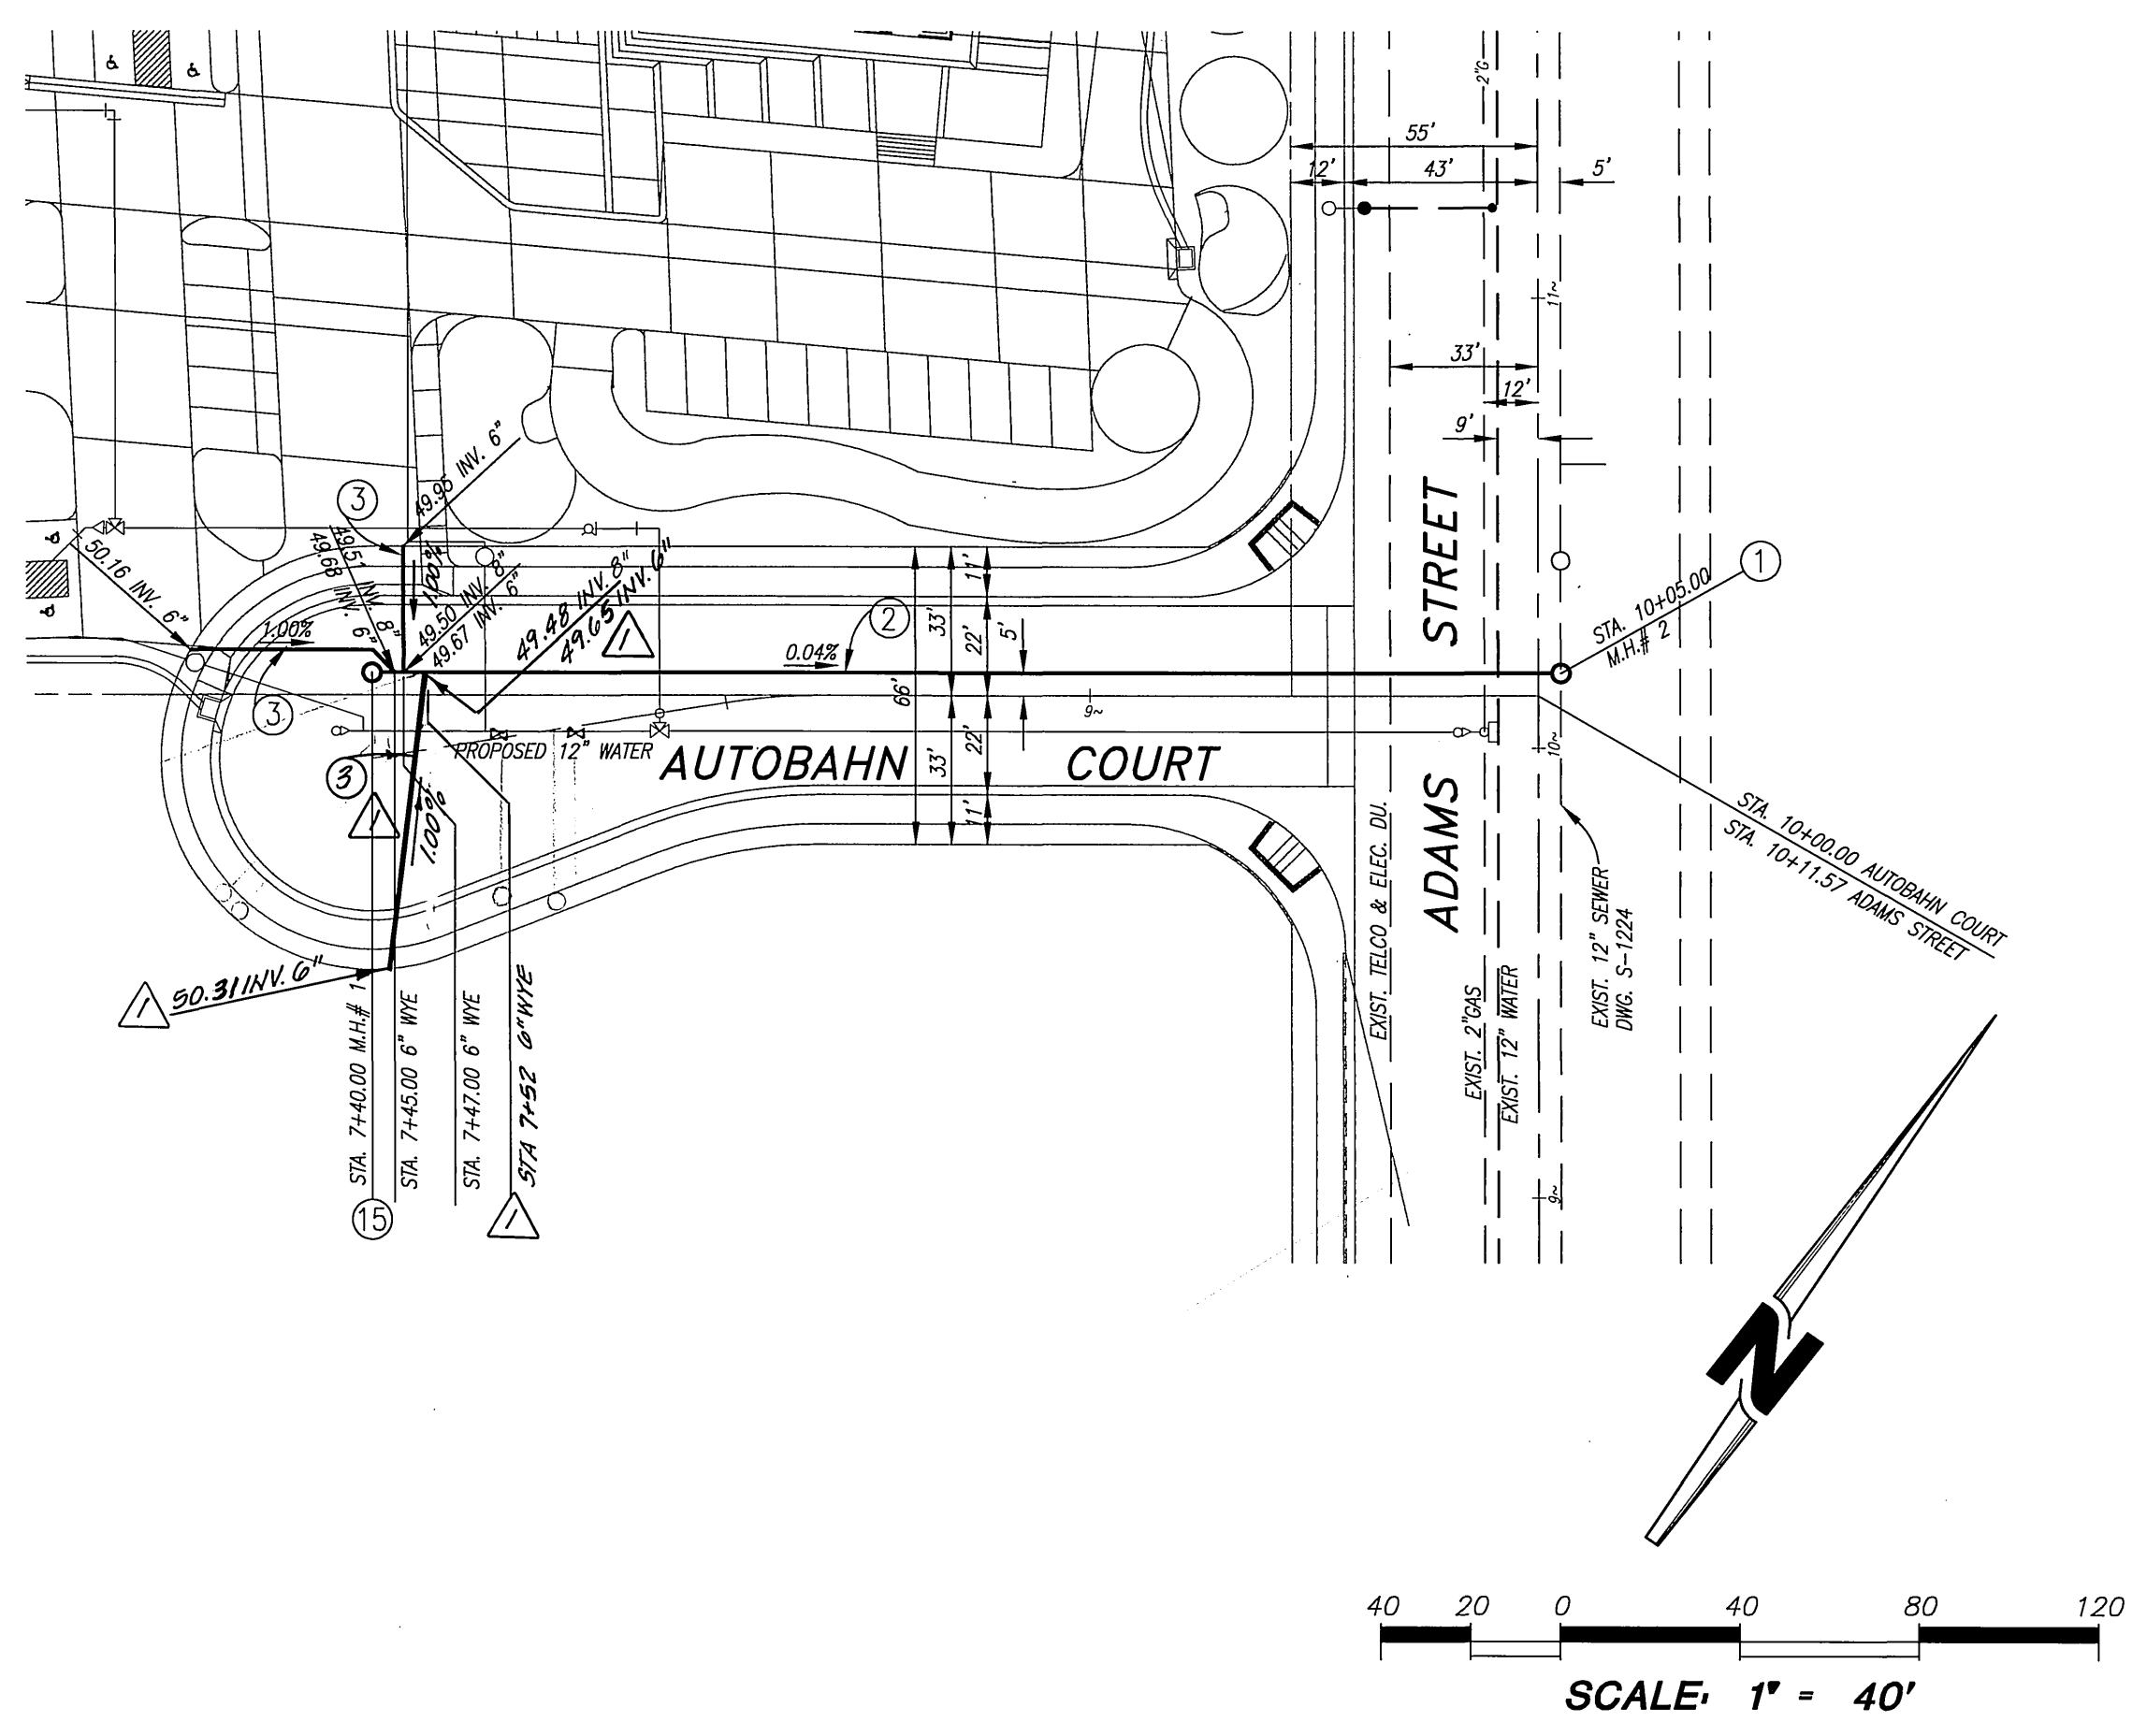 2"G
55'
12'
43'
5'
11~
33'
12'
9'
3
49.95 INV. 6"
50.16 INV. 6"
49.51 INV. 8"
49.68 INV. 6"
1.00%
49.50 INV. 8"
49.67 INV. 6"
49.48 INV. 8"
49.65 INV. 6"
1
1.00%
3
2
0.04%
33'
11'
22'
5'
66'
33'
22'
11'
9~
10~
STA. 10+05.00
M.H.# 2
1
PROPOSED 12" WATER
AUTOBAHN COURT
ADAMS STREET
3
1
1.00%
STA. 10+00.00 AUTOBAHN COURT
STA. 10+11.57 ADAMS STREET
EXIST. 12" SEWER
DWG. S-1224
EXIST. TELCO & ELEC. DU.
EXIST. 2"GAS
EXIST. 12" WATER
9~
1
50.31 INV. 6"
STA. 7+40.00 M.H.# 1
STA. 7+45.00 6" WYE
STA. 7+47.00 6" WYE
STA 7+52 6" WYE
15
1
N
40 20 0 40 80 120
SCALE: 1" = 40'